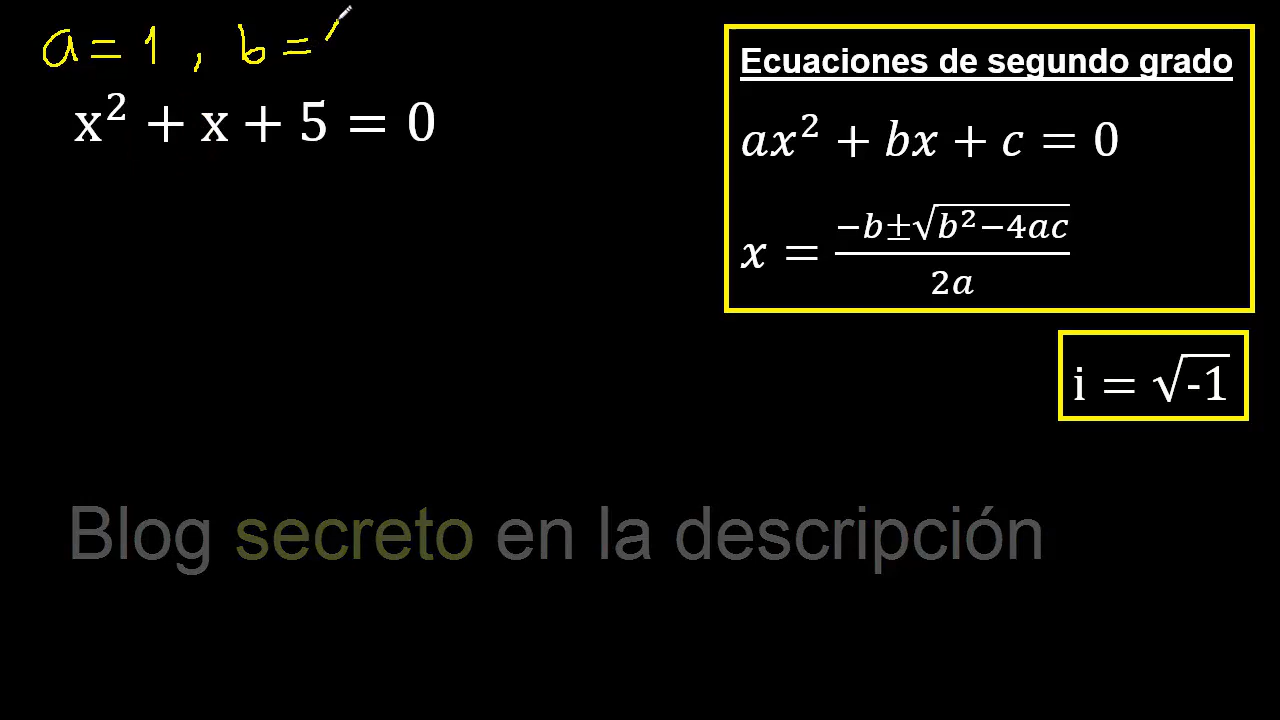 a = 1 , b =
x² + x + 5 = 0
Ecuaciones de segundo grado
ax² + bx + c = 0
x = (-b±√(b²-4ac))/(2a)
i = √-1
Blog secreto en la descripción